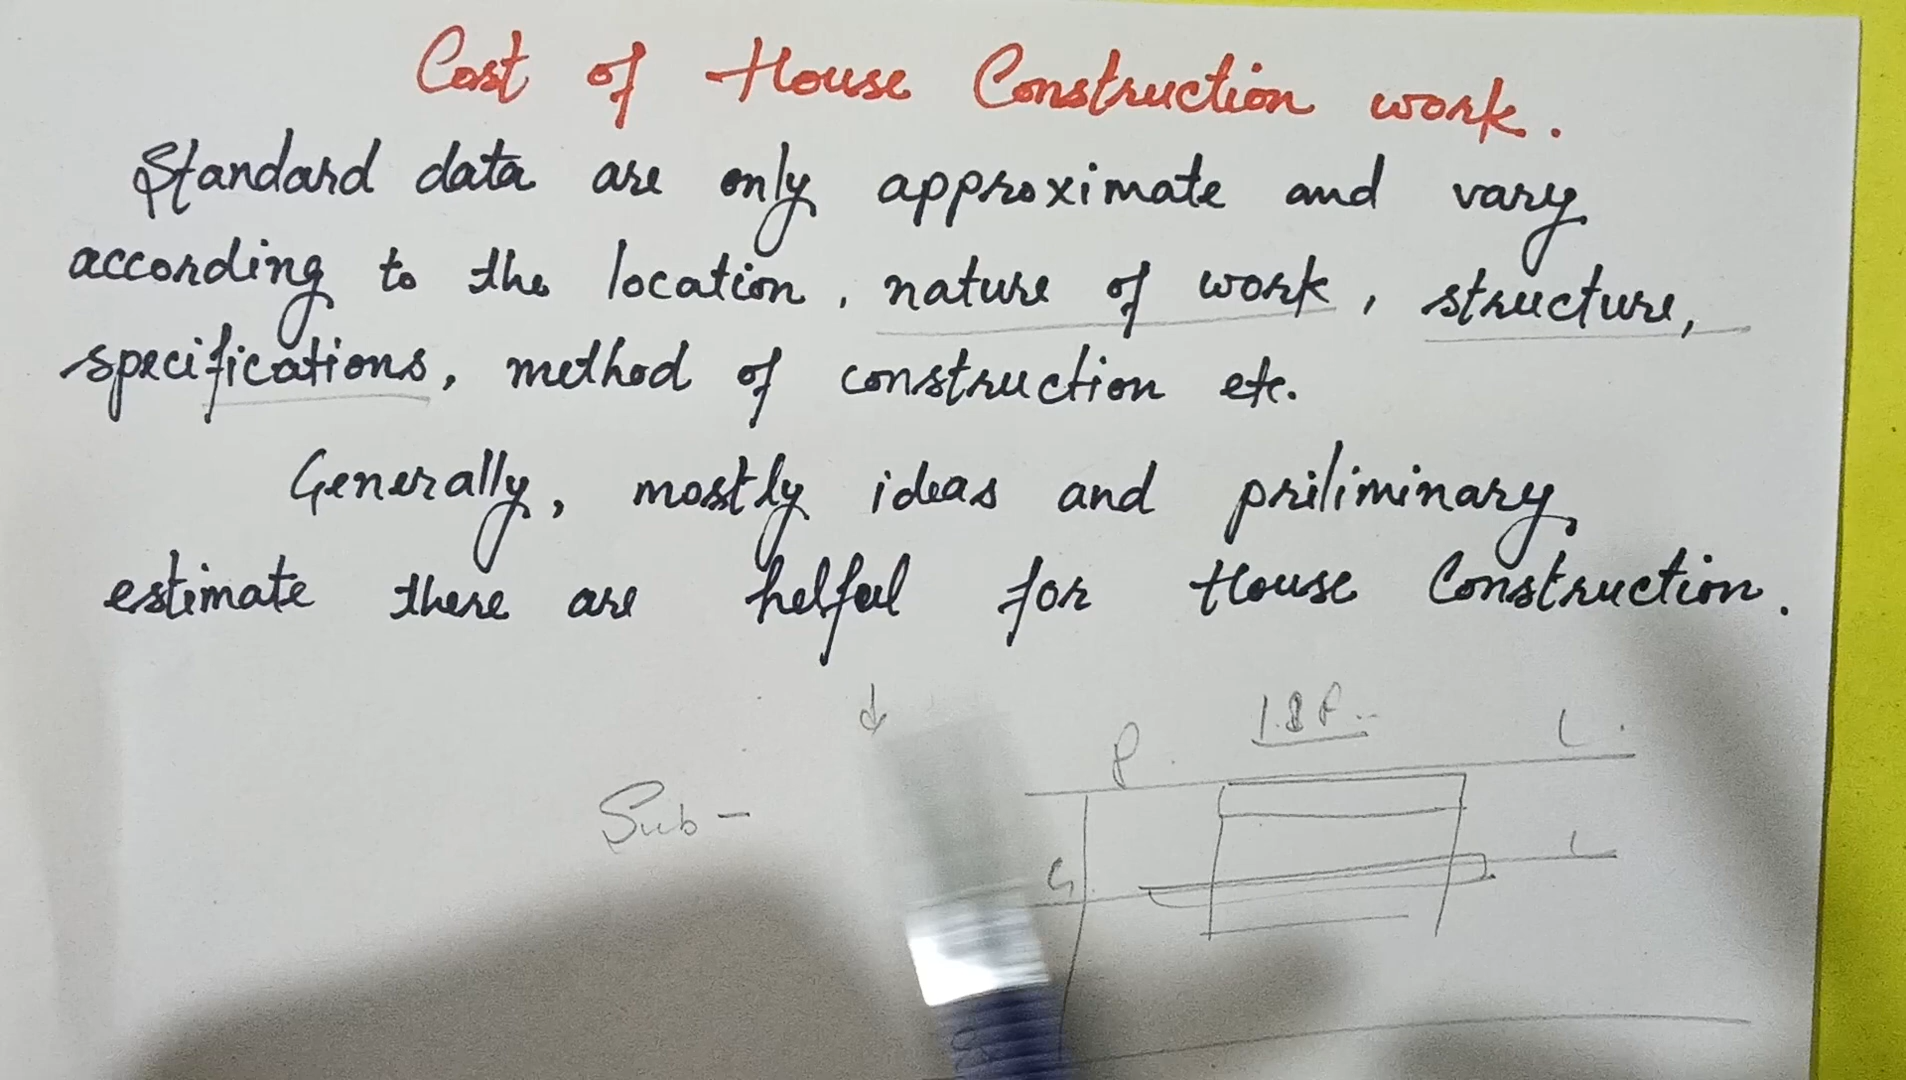 Cost of House Construction work.
Standard data are only approximate and vary
according to the location, nature of work, structure,
specifications, method of construction etc.
Generally, mostly ideas and priliminary
estimate there are helful for House Construction.
P. L.
Sub-
G. L